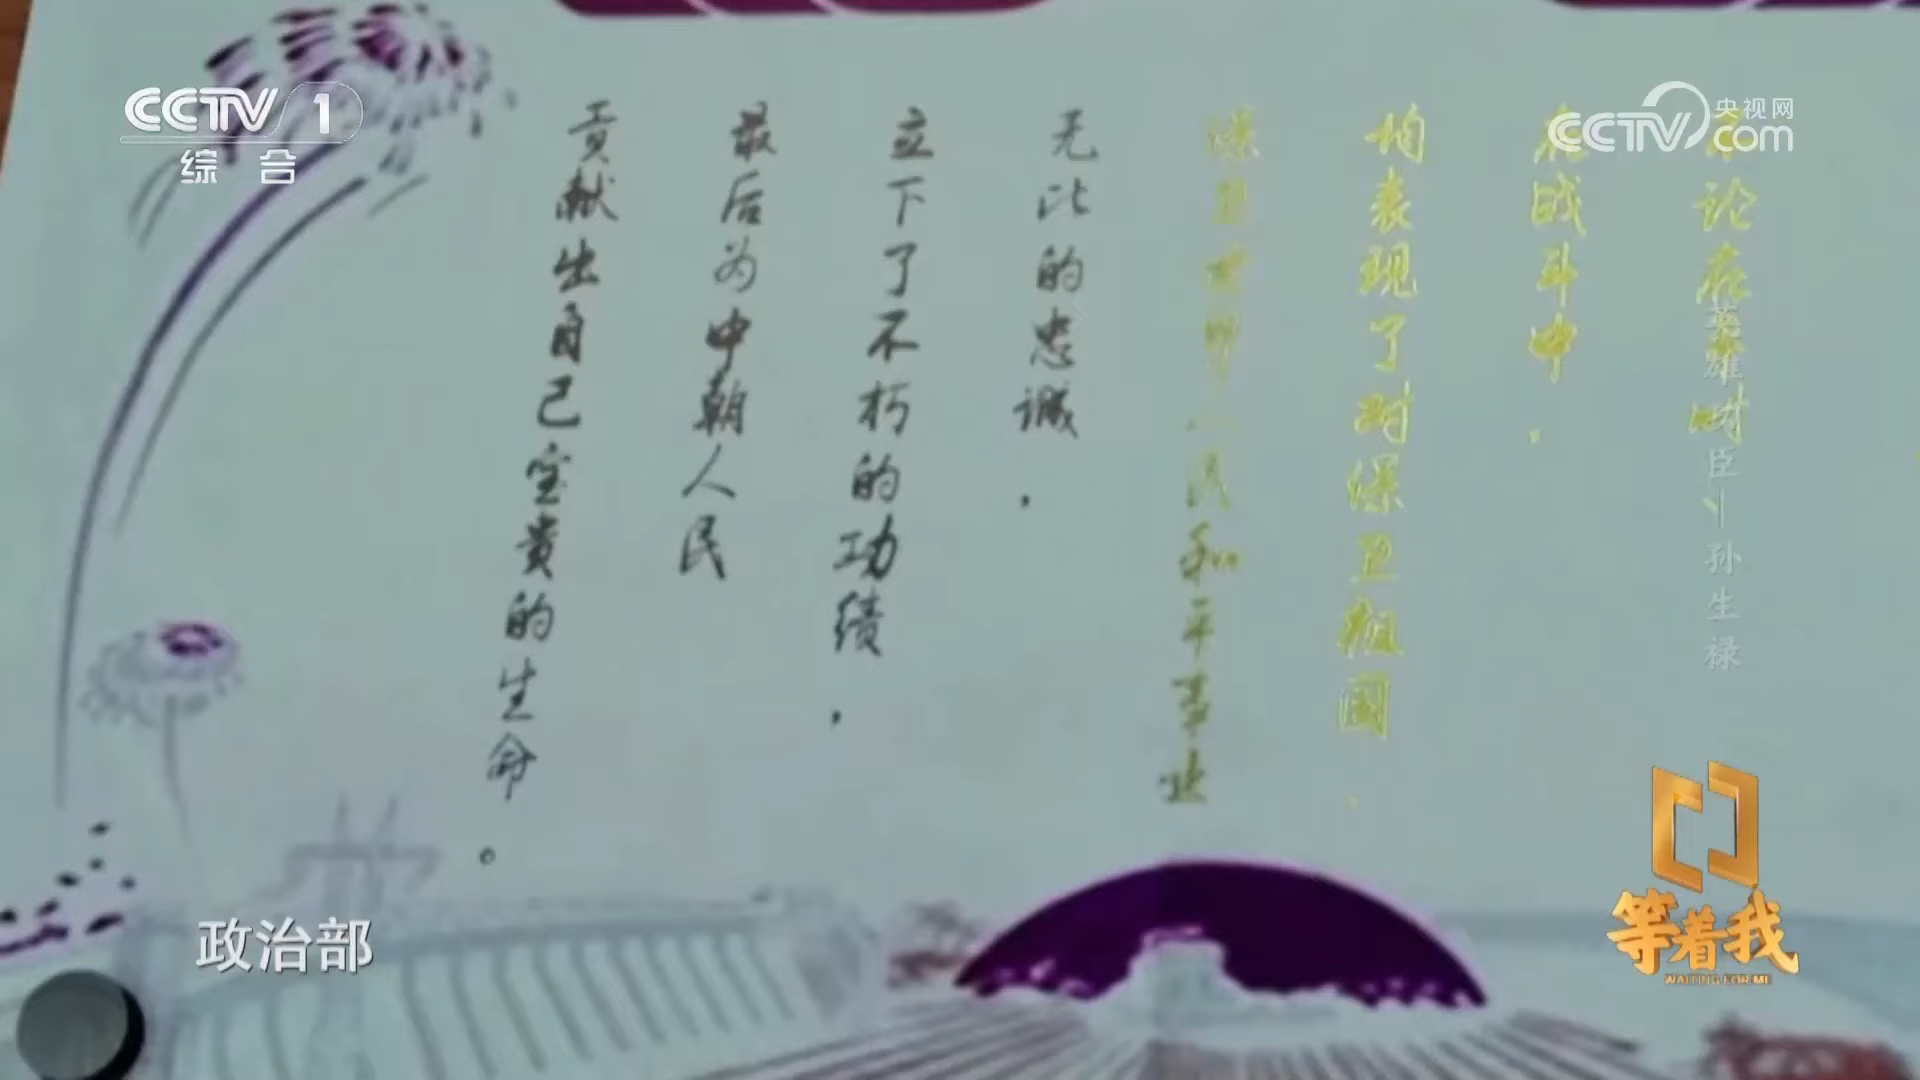 CCTV 1
综合
央视网
CCTV.com
不论在
时
在战斗中，
均表现了对保卫祖国、
保卫世界人民和平事业
无比的忠诚，
立下了不朽的功绩，
最后为中朝人民
贡献出自己宝贵的生命。
英雄
臣
孙生禄
政治部
等着我
WAITING FOR ME